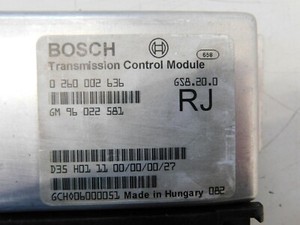 BOSCH 658
Transmission Control Module
0 260 002 636 GS8.20.0
GM 96 022 581 RJ
D35 H01 11 00/00/00/27
GCH006000051 Made in Hungary 082